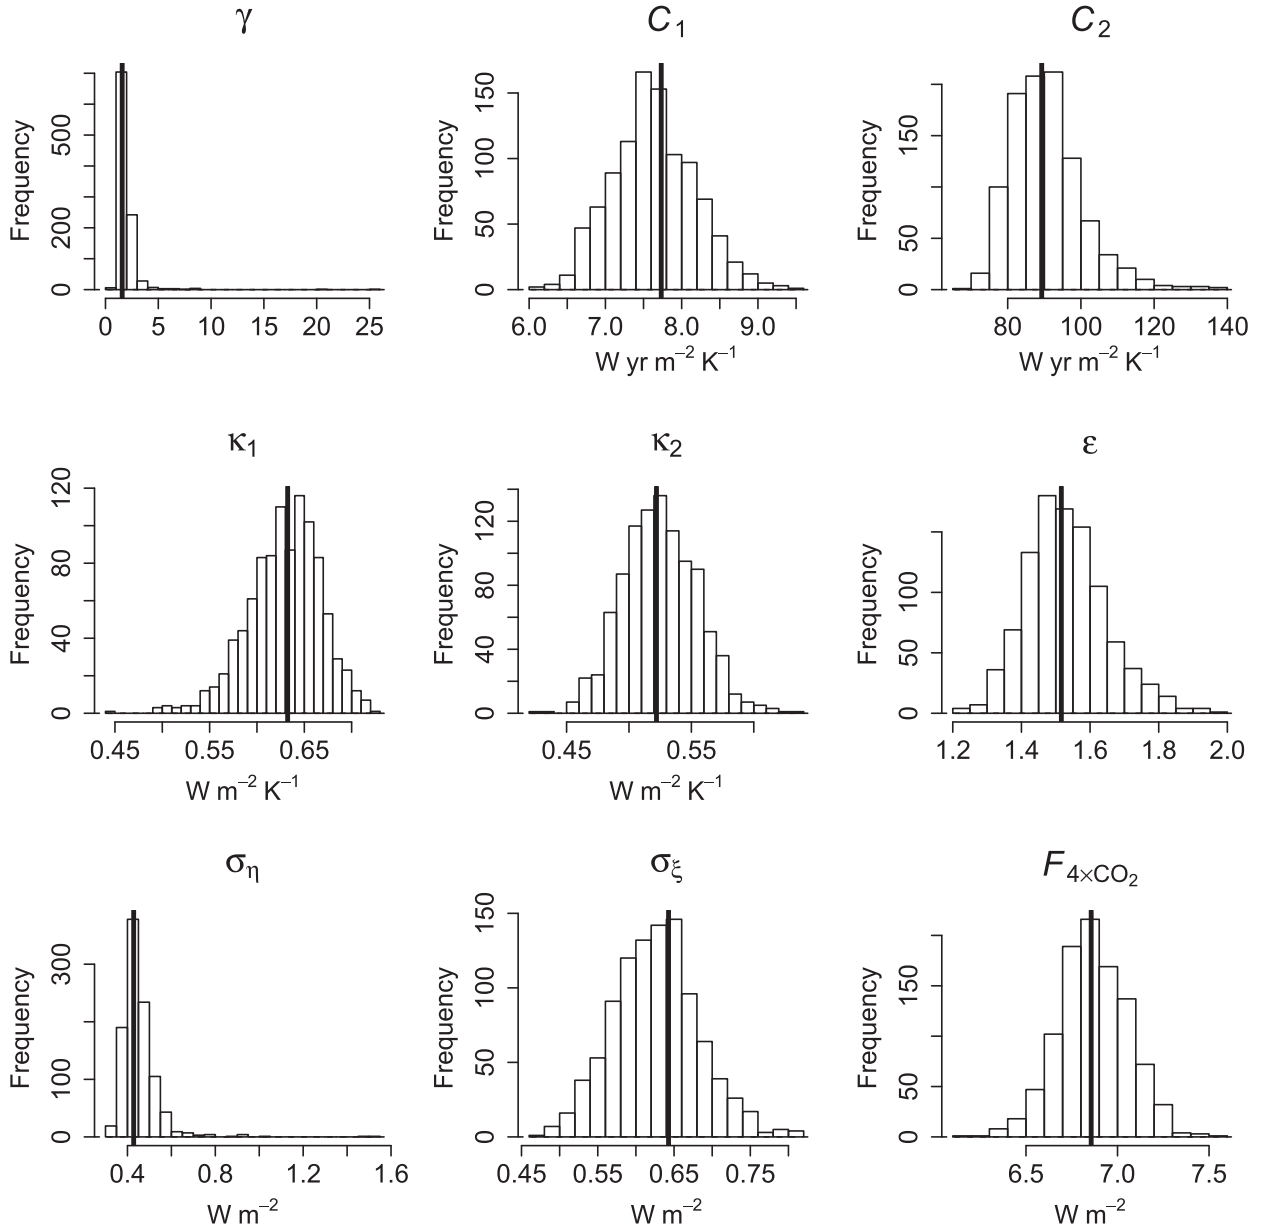 γ
Frequency
0 200 500
0 5 10 15 20 25
C1
Frequency
0 50 100 150
6.0 7.0 8.0 9.0
W yr m−2 K−1
C2
Frequency
0 50 150
80 100 120 140
W yr m−2 K−1
κ1
Frequency
0 40 80 120
0.45 0.55 0.65
W m−2 K−1
κ2
Frequency
0 40 80 120
0.45 0.55
W m−2 K−1
ε
Frequency
0 50 100
1.2 1.4 1.6 1.8 2.0
ση
Frequency
0 100 300
0.4 0.8 1.2 1.6
W m−2
σξ
Frequency
0 50 100 150
0.45 0.55 0.65 0.75
W m−2
F4×CO2
Frequency
0 50 150
6.5 7.0 7.5
W m−2